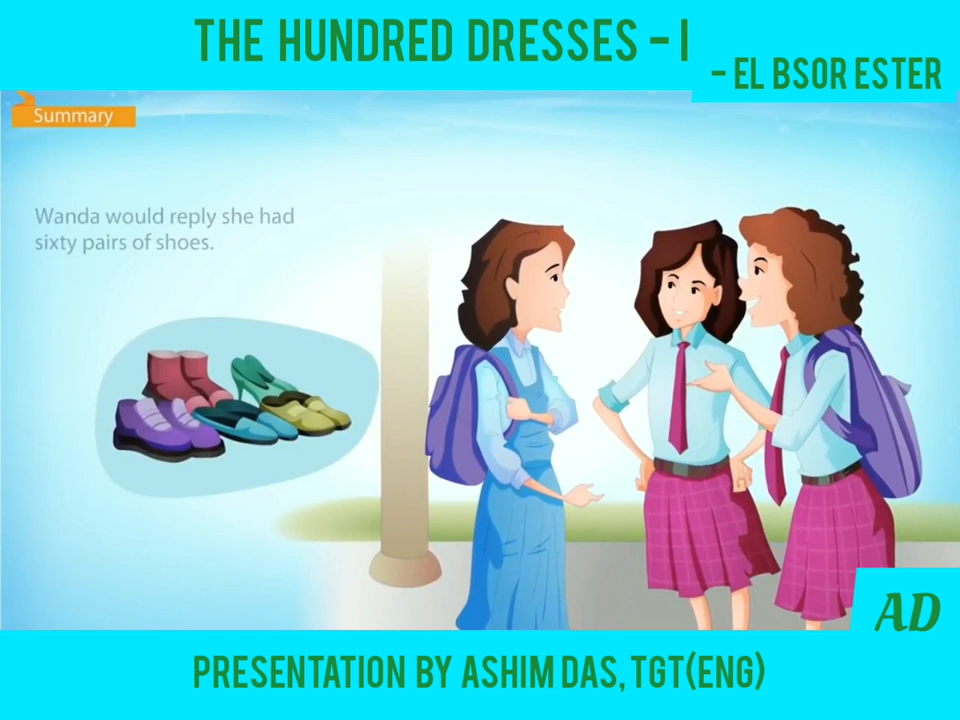 THE HUNDRED DRESSES - I
- EL BSOR ESTER
Summary
Wanda would reply she had
sixty pairs of shoes.
AD
PRESENTATION BY ASHIM DAS, TGT(ENG)